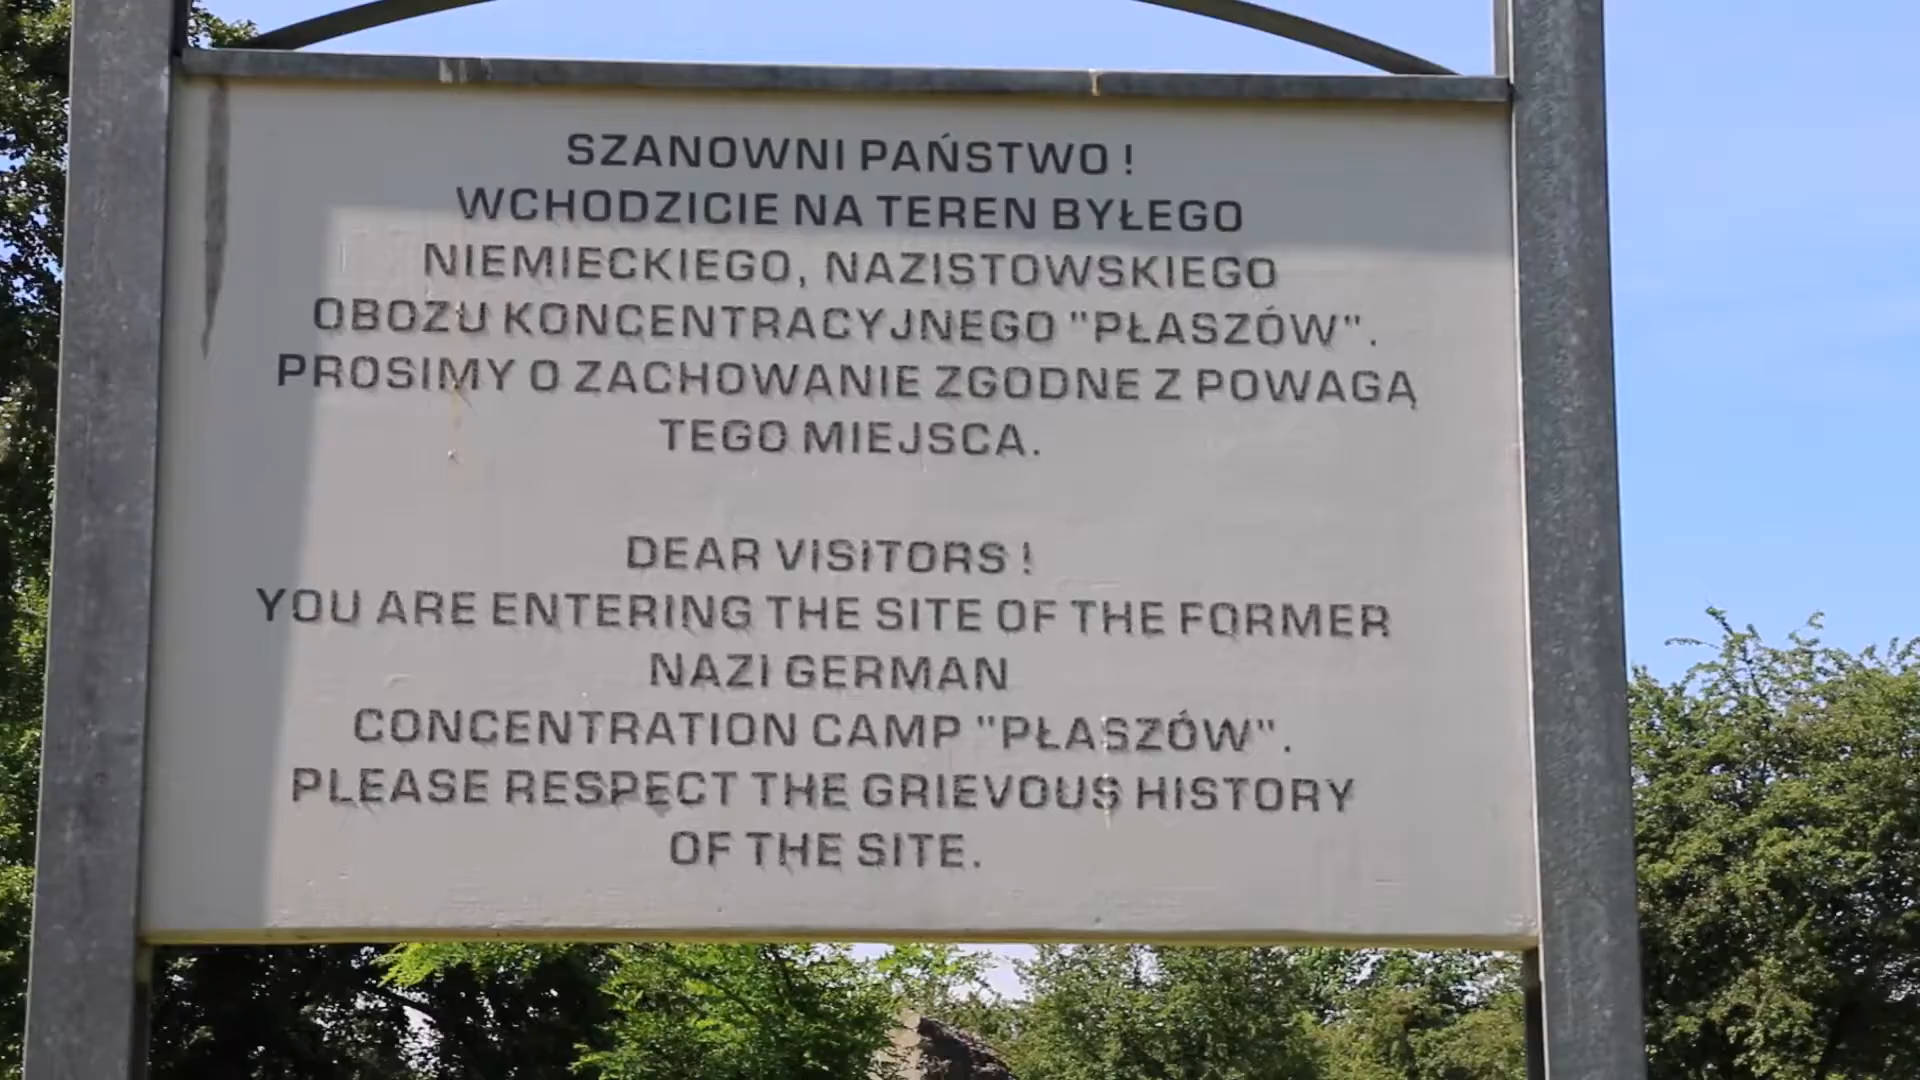 SZANOWNI PAŃSTWO !
WCHODZICIE NA TEREN BYŁEGO
NIEMIECKIEGO, NAZISTOWSKIEGO
OBOZU KONCENTRACYJNEGO "PŁASZÓW".
PROSIMY O ZACHOWANIE ZGODNE Z POWAGĄ
TEGO MIEJSCA.
DEAR VISITORS !
YOU ARE ENTERING THE SITE OF THE FORMER
NAZI GERMAN
CONCENTRATION CAMP "PŁASZÓW".
PLEASE RESPECT THE GRIEVOUS HISTORY
OF THE SITE.